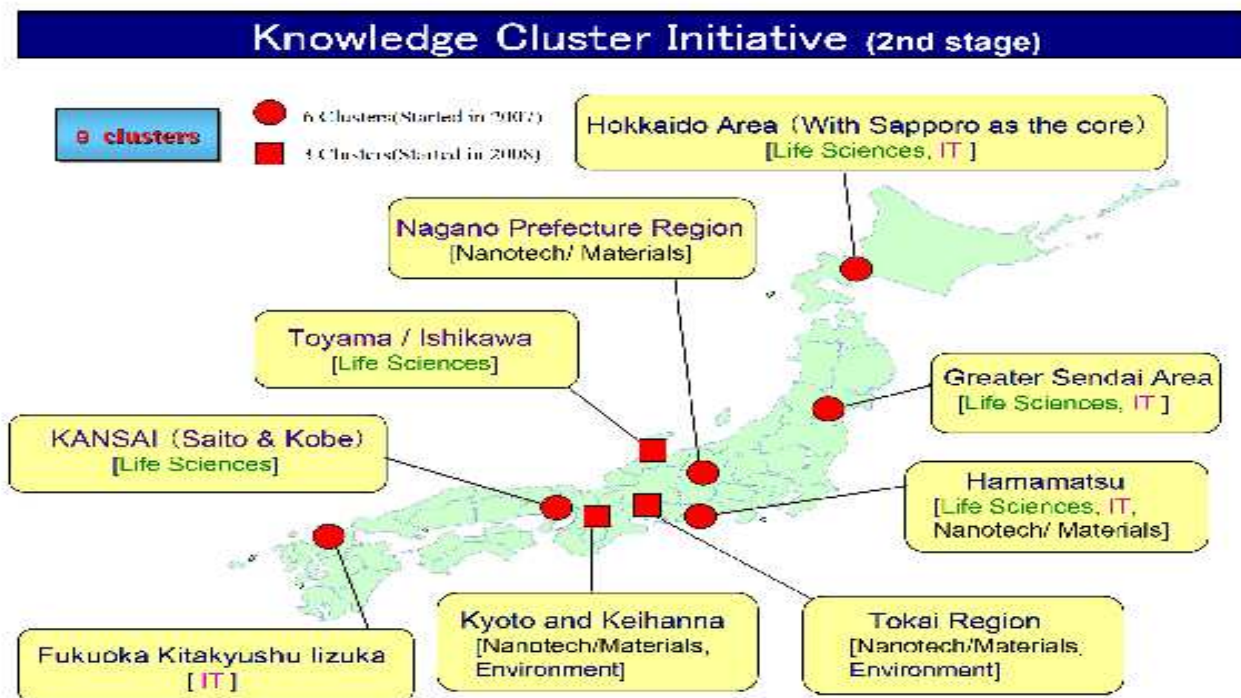 Knowledge Cluster Initiative (2nd stage)
9 clusters
6 Clusters(Started in 2007)
3 Clusters(Started in 2008)
Hokkaido Area (With Sapporo as the core)
[Life Sciences, IT ]
Nagano Prefecture Region
[Nanotech/ Materials]
Toyama / Ishikawa
[Life Sciences]
Greater Sendai Area
[Life Sciences, IT ]
KANSAI (Saito & Kobe)
[Life Sciences]
Hamamatsu
[Life Sciences, IT,
Nanotech/ Materials]
Kyoto and Keihanna
[Nanotech/Materials,
Environment]
Tokai Region
[Nanotech/Materials,
Environment]
Fukuoka Kitakyushu Iizuka
[ IT ]